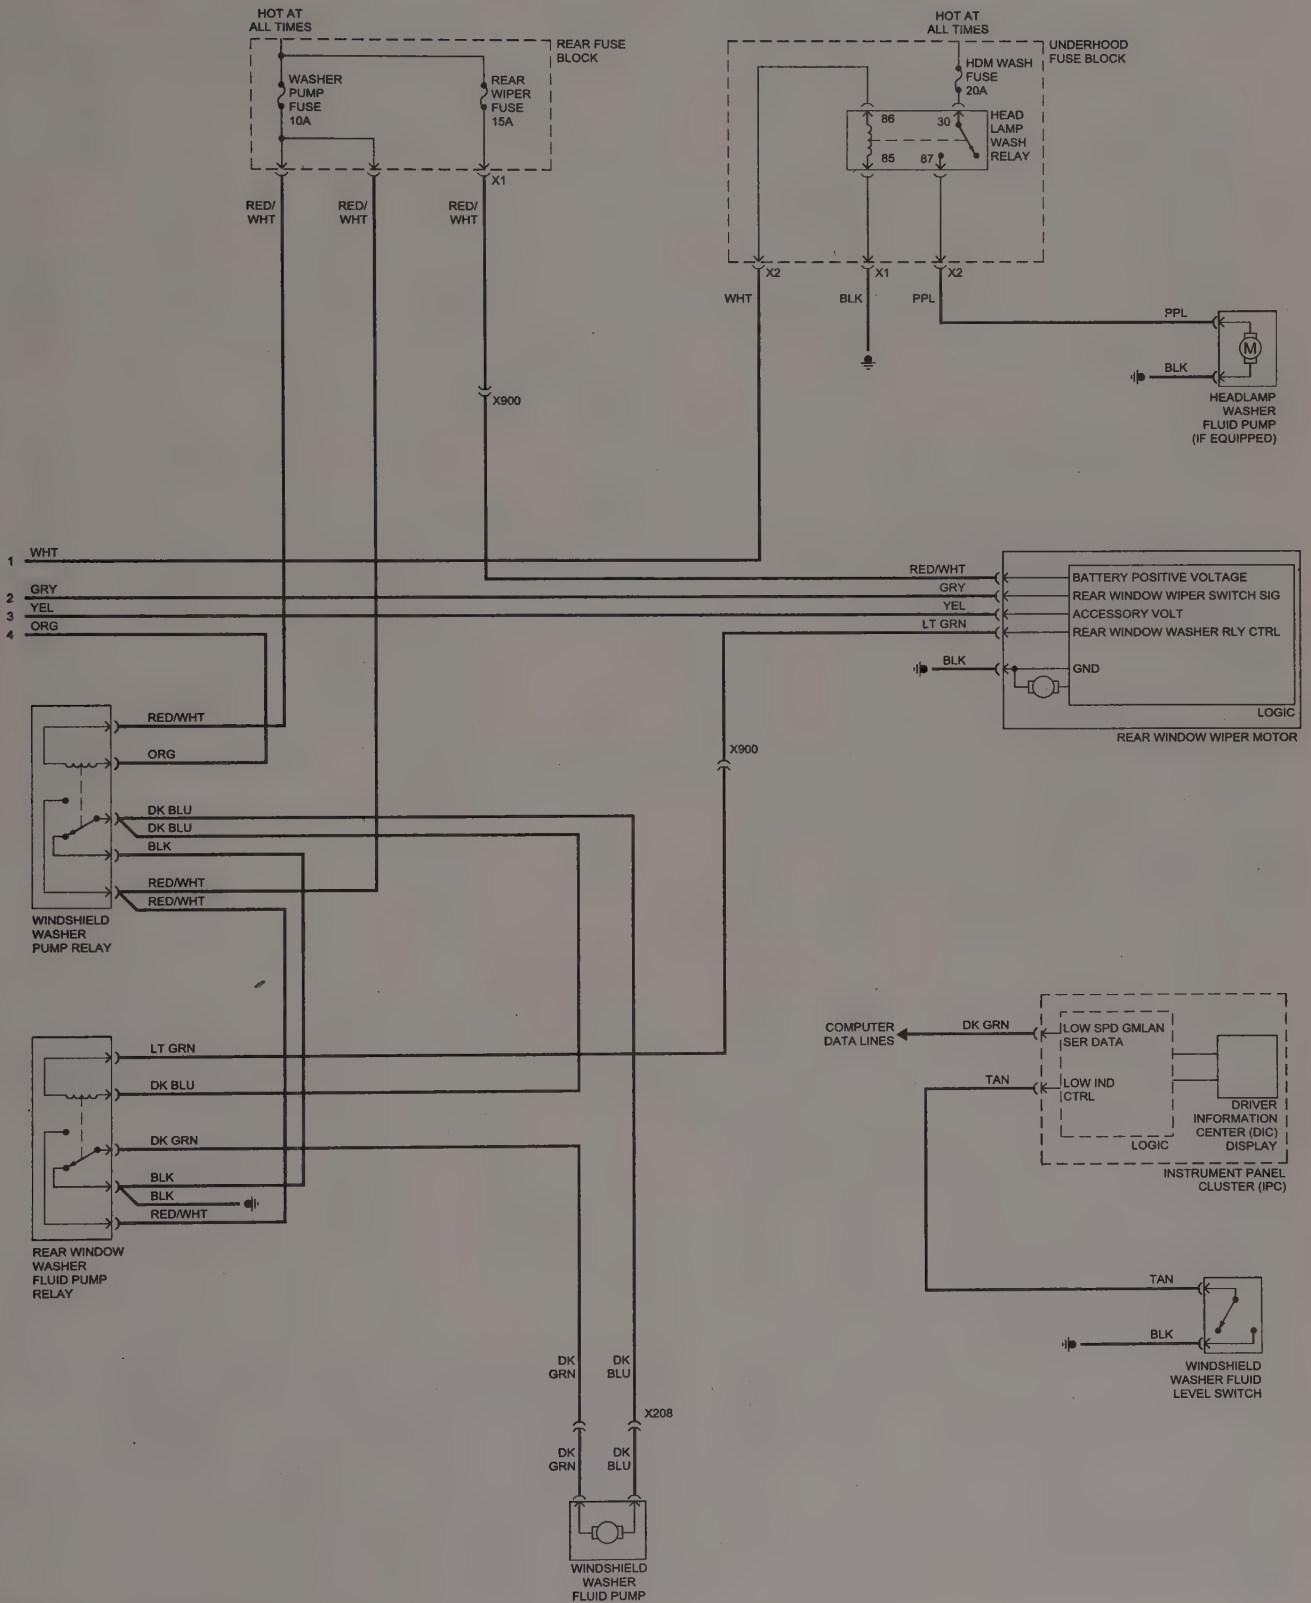 HOT AT
ALL TIMES
REAR FUSE
BLOCK
WASHER
PUMP
FUSE
10A
REAR
WIPER
FUSE
15A
X1
RED/
WHT
RED/
WHT
RED/
WHT
X900
HOT AT
ALL TIMES
UNDERHOOD
FUSE BLOCK
HDM WASH
FUSE
20A
86
30
HEAD
LAMP
WASH
RELAY
85
87
X2
X1
X2
WHT
BLK
PPL
PPL
M
BLK
HEADLAMP
WASHER
FLUID PUMP
(IF EQUIPPED)
1 WHT
2 GRY
3 YEL
4 ORG
RED/WHT
GRY
YEL
LT GRN
BLK
BATTERY POSITIVE VOLTAGE
REAR WINDOW WIPER SWITCH SIG
ACCESSORY VOLT
REAR WINDOW WASHER RLY CTRL
GND
LOGIC
REAR WINDOW WIPER MOTOR
RED/WHT
ORG
DK BLU
DK BLU
BLK
RED/WHT
RED/WHT
WINDSHIELD
WASHER
PUMP RELAY
X900
LT GRN
DK BLU
DK GRN
BLK
BLK
RED/WHT
REAR WINDOW
WASHER
FLUID PUMP
RELAY
COMPUTER
DATA LINES
DK GRN
LOW SPD GMLAN
SER DATA
TAN
LOW IND
CTRL
LOGIC
DRIVER
INFORMATION
CENTER (DIC)
DISPLAY
INSTRUMENT PANEL
CLUSTER (IPC)
TAN
BLK
WINDSHIELD
WASHER FLUID
LEVEL SWITCH
DK
GRN
DK
BLU
X208
DK
GRN
DK
BLU
WINDSHIELD
WASHER
FLUID PUMP